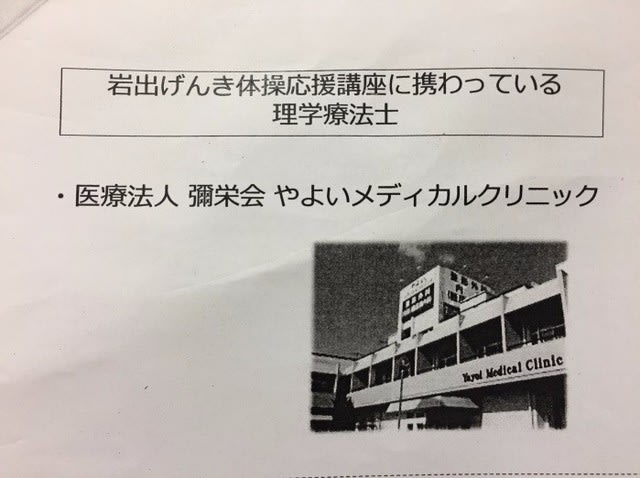 岩出げんき体操応援講座に携わっている
理学療法士
・医療法人 彌栄会 やよいメディカルクリニック
Yayoi Medical Clinic